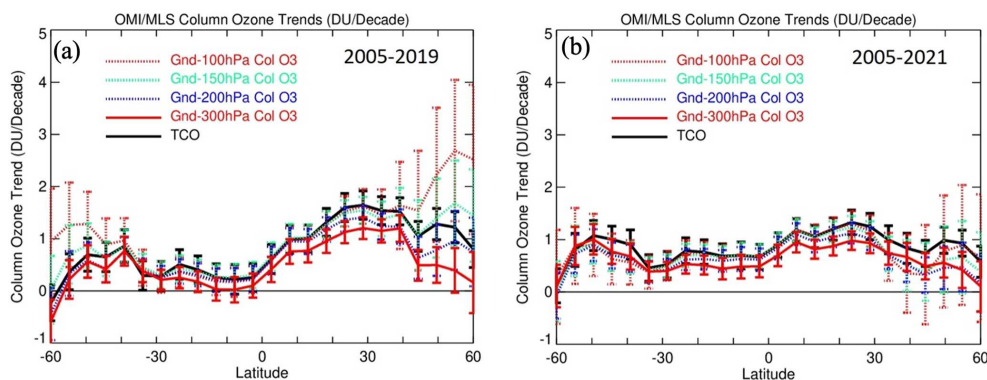 OMI/MLS Column Ozone Trends (DU/Decade)
(a)
2005-2019
Gnd-100hPa Col O3
Gnd-150hPa Col O3
Gnd-200hPa Col O3
Gnd-300hPa Col O3
TCO
Column Ozone Trend (DU/Decade)
5
4
3
2
1
0
-1
-60
-30
0
30
60
Latitude
OMI/MLS Column Ozone Trends (DU/Decade)
(b)
2005-2021
Gnd-100hPa Col O3
Gnd-150hPa Col O3
Gnd-200hPa Col O3
Gnd-300hPa Col O3
TCO
Column Ozone Trend (DU/Decade)
5
4
3
2
1
0
-1
-60
-30
0
30
60
Latitude